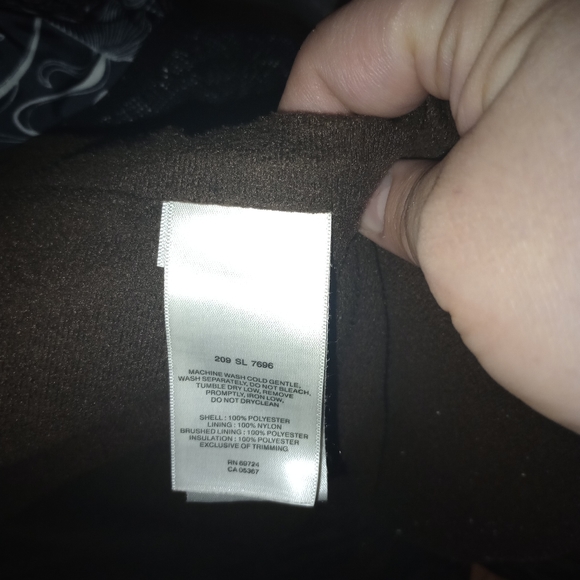 209 SL 7696
MACHINE WASH COLD GENTLE,
WASH SEPARATELY, DO NOT BLEACH,
TUMBLE DRY LOW, REMOVE
PROMPTLY, IRON LOW,
DO NOT DRYCLEAN
SHELL : 100% POLYESTER
LINING : 100% NYLON
BRUSHED LINING : 100% POLYESTER
INSULATION : 100% POLYESTER
EXCLUSIVE OF TRIMMING
RN 69724
CA 05367